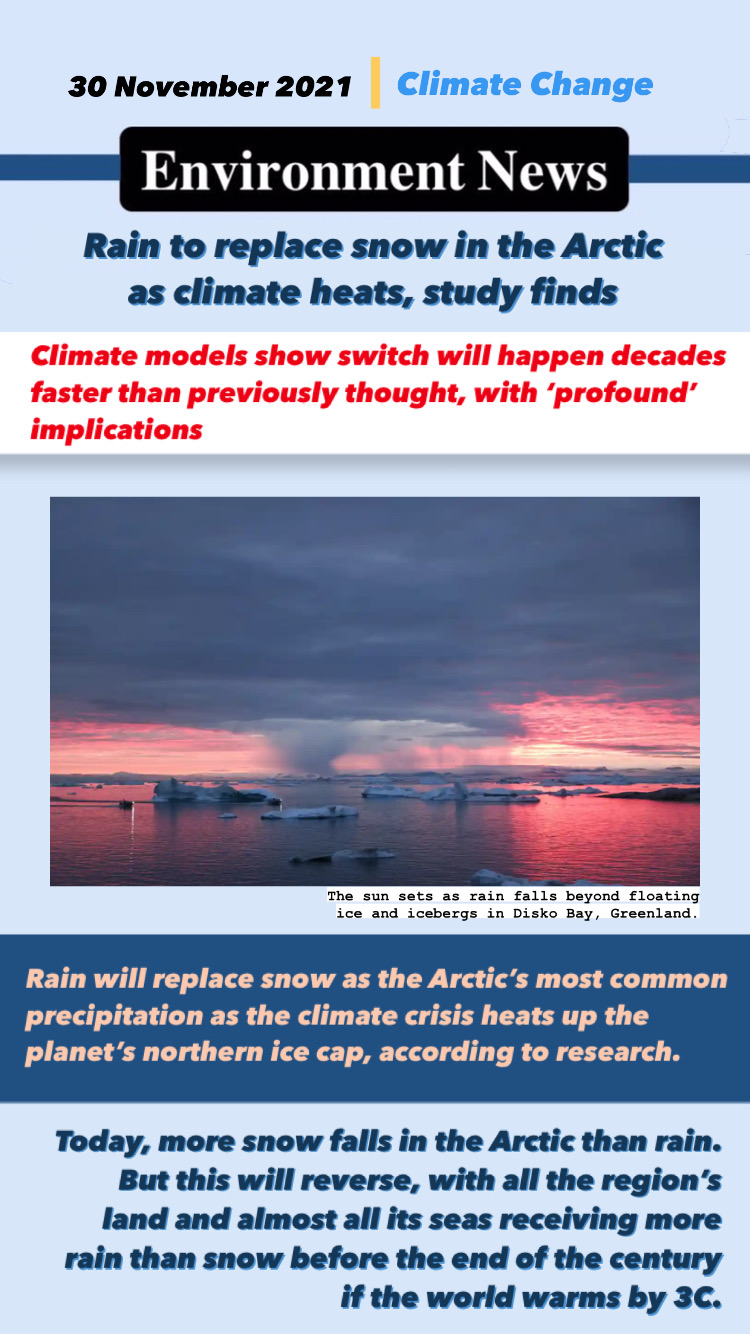 30 November 2021
Climate Change
Environment News
Rain to replace snow in the Arctic
as climate heats, study finds
Climate models show switch will happen decades
faster than previously thought, with ‘profound’
implications
The sun sets as rain falls beyond floating
ice and icebergs in Disko Bay, Greenland.
Rain will replace snow as the Arctic’s most common
precipitation as the climate crisis heats up the
planet’s northern ice cap, according to research.
Today, more snow falls in the Arctic than rain.
But this will reverse, with all the region’s
land and almost all its seas receiving more
rain than snow before the end of the century
if the world warms by 3C.